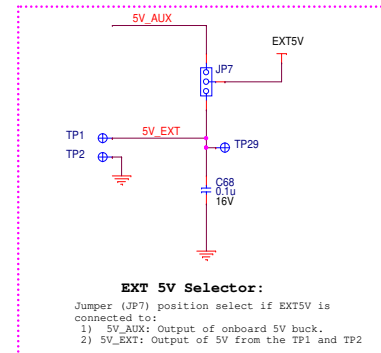 5V_AUX
EXT5V
JP7
TP1
5V_EXT
TP29
TP2
C68
0.1u
16V
EXT 5V Selector:
Jumper (JP7) position select if EXT5V is
connected to:
1) 5V_AUX: Output of onboard 5V buck.
2) 5V_EXT: Output of 5V from the TP1 and TP2